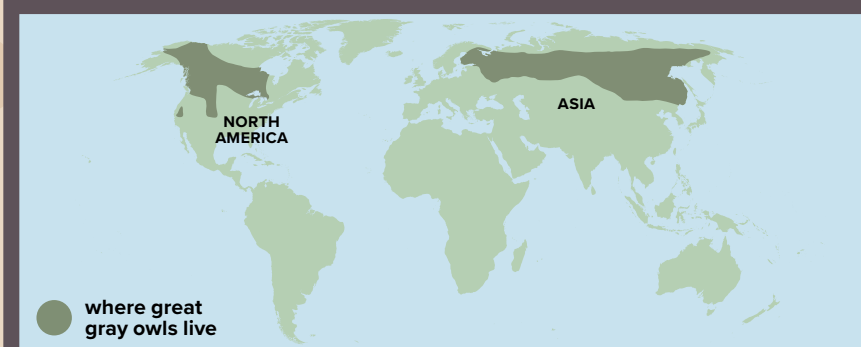 NORTH
AMERICA
ASIA
where great
gray owls live